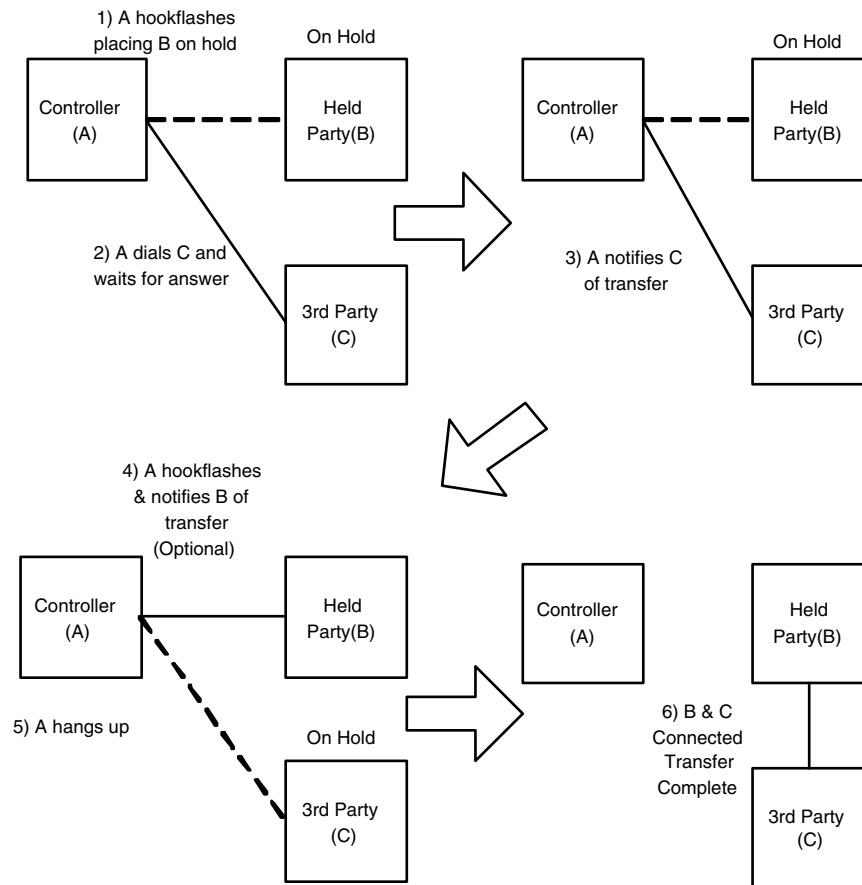 1) A hookflashes
placing B on hold
On Hold
Controller
(A)
Held
Party(B)
2) A dials C and
waits for answer
3rd Party
(C)
On Hold
Controller
(A)
Held
Party(B)
3) A notifies C
of transfer
3rd Party
(C)
4) A hookflashes
& notifies B of
transfer
(Optional)
Controller
(A)
Held
Party(B)
5) A hangs up
On Hold
3rd Party
(C)
Controller
(A)
Held
Party(B)
6) B & C
Connected
Transfer
Complete
3rd Party
(C)